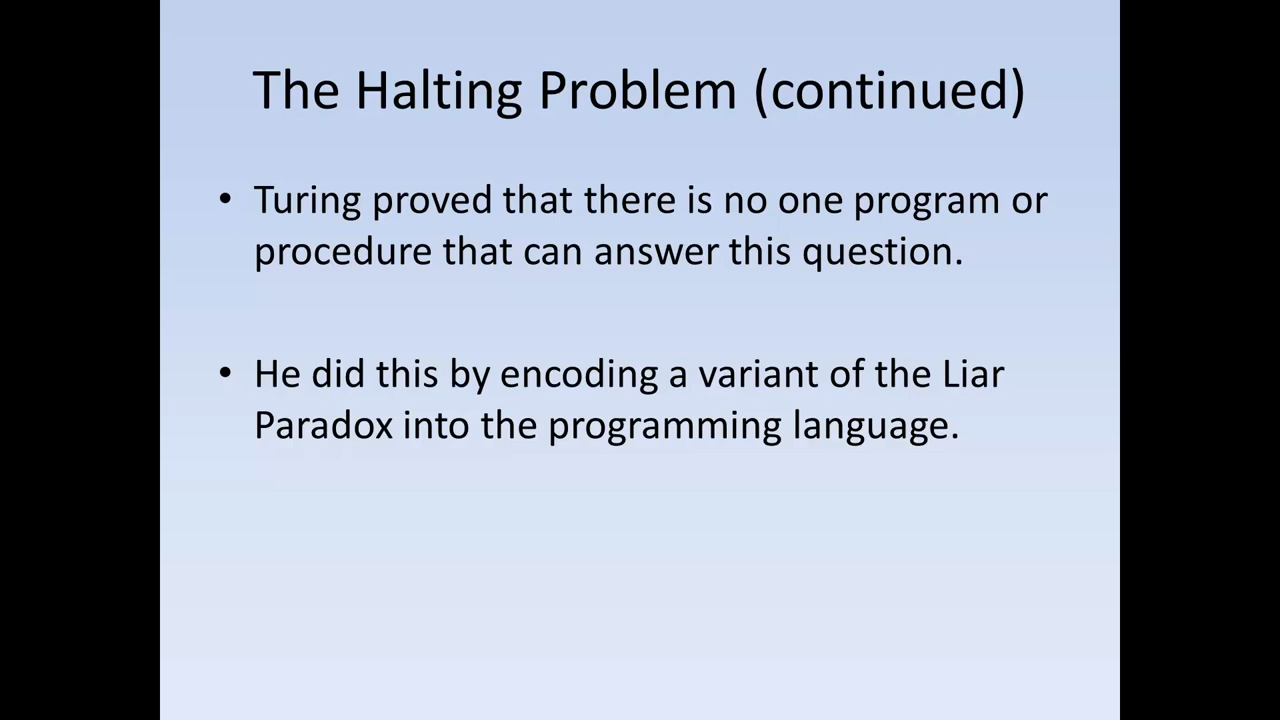 The Halting Problem (continued)
• Turing proved that there is no one program or
procedure that can answer this question.
• He did this by encoding a variant of the Liar
Paradox into the programming language.